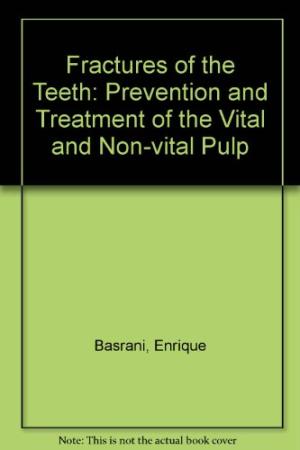 Fractures of the
Teeth: Prevention and
Treatment of the Vital
and Non-vital Pulp
Basrani, Enrique
Note: This is not the actual book cover